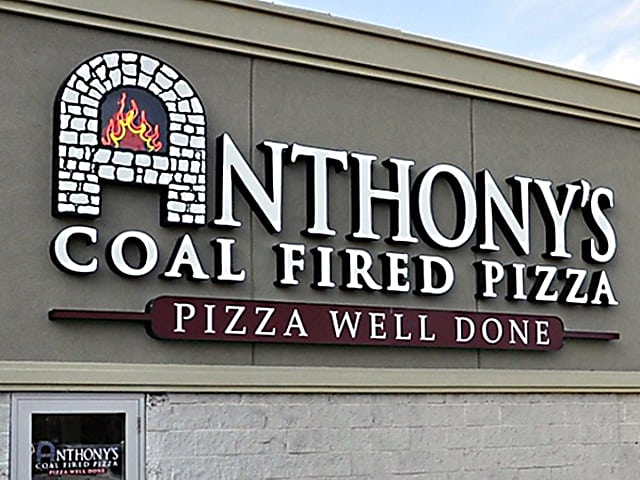 ANTHONY'S
COAL FIRED PIZZA
PIZZA WELL DONE
ANTHONY'S
COAL FIRED PIZZA
PIZZA WELL DONE